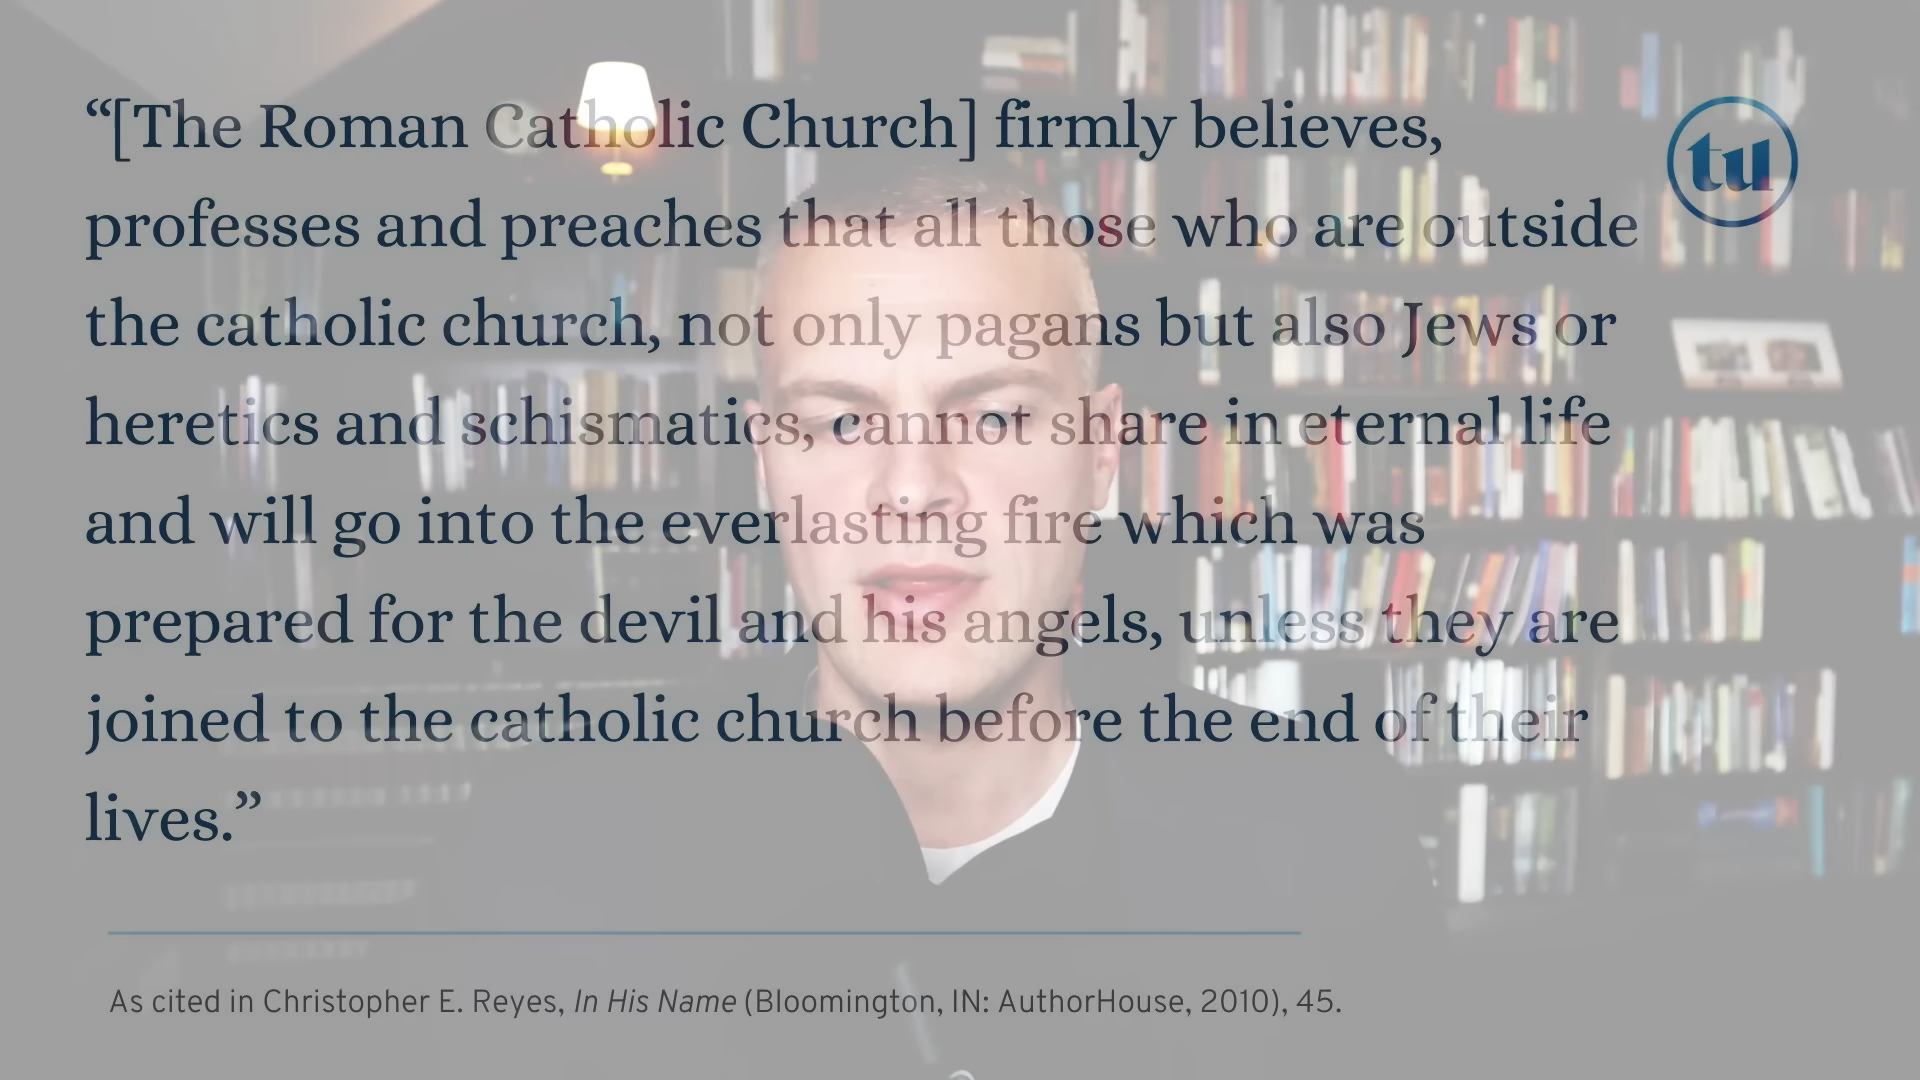 “[The Roman Catholic Church] firmly believes,
tu
professes and preaches that all those who are outside
the catholic church, not only pagans but also Jews or
heretics and schismatics, cannot share in eternal life
and will go into the everlasting fire which was
prepared for the devil and his angels, unless they are
joined to the catholic church before the end of their
lives.”
As cited in Christopher E. Reyes, In His Name (Bloomington, IN: AuthorHouse, 2010), 45.